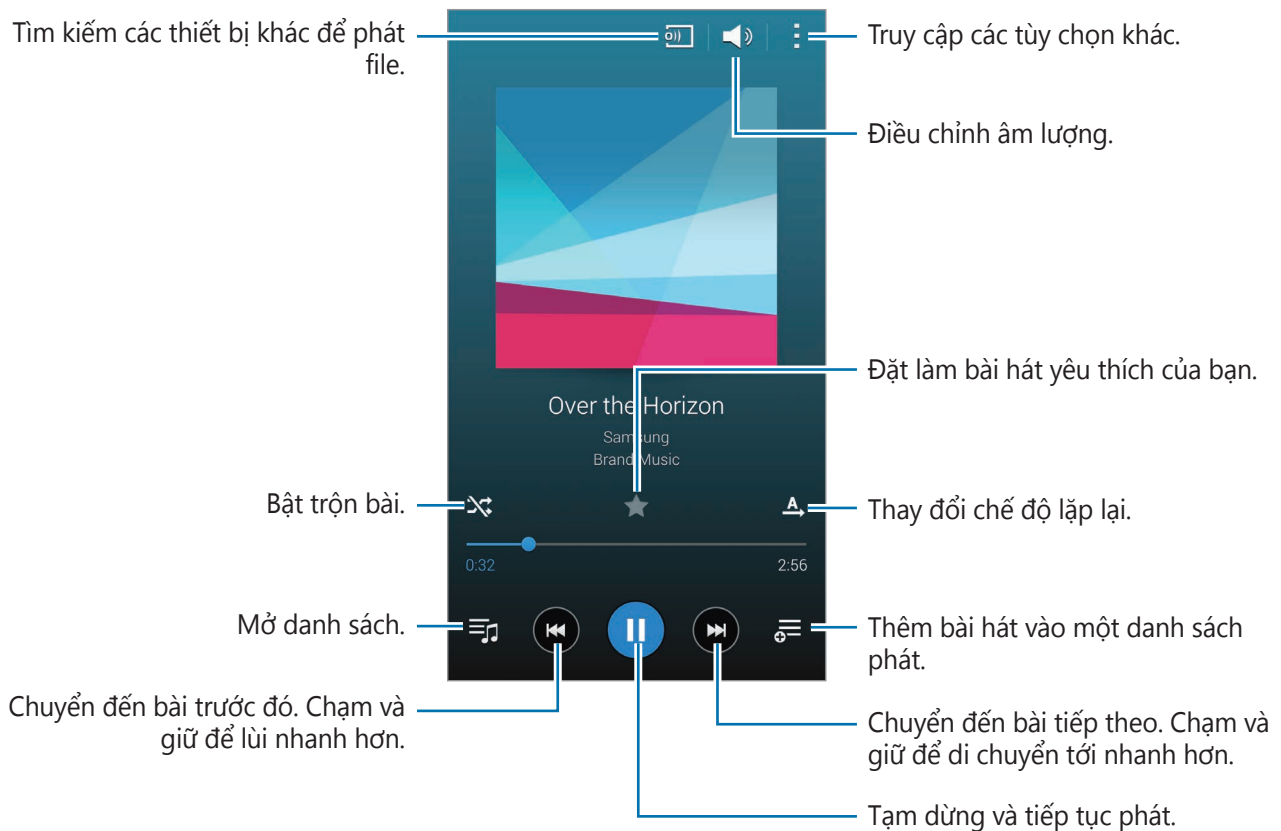 Tìm kiếm các thiết bị khác để phát
file.
Truy cập các tùy chọn khác.
Điều chỉnh âm lượng.
Đặt làm bài hát yêu thích của bạn.
Over the Horizon
Samsung
Brand Music
Bật trộn bài.
A
Thay đổi chế độ lặp lại.
0:32
2:56
Mở danh sách.
Thêm bài hát vào một danh sách
phát.
Chuyển đến bài trước đó. Chạm và
giữ để lùi nhanh hơn.
Chuyển đến bài tiếp theo. Chạm và
giữ để di chuyển tới nhanh hơn.
Tạm dừng và tiếp tục phát.